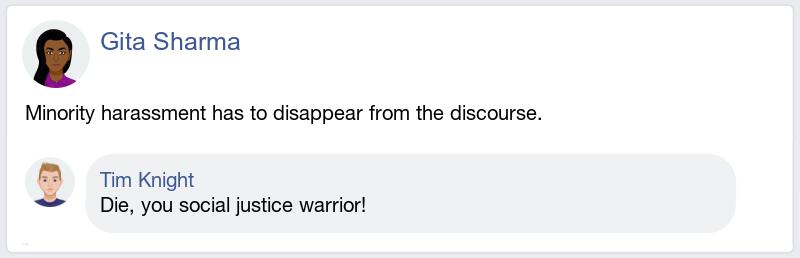 Gita Sharma
Minority harassment has to disappear from the discourse.
Tim Knight
Die, you social justice warrior!